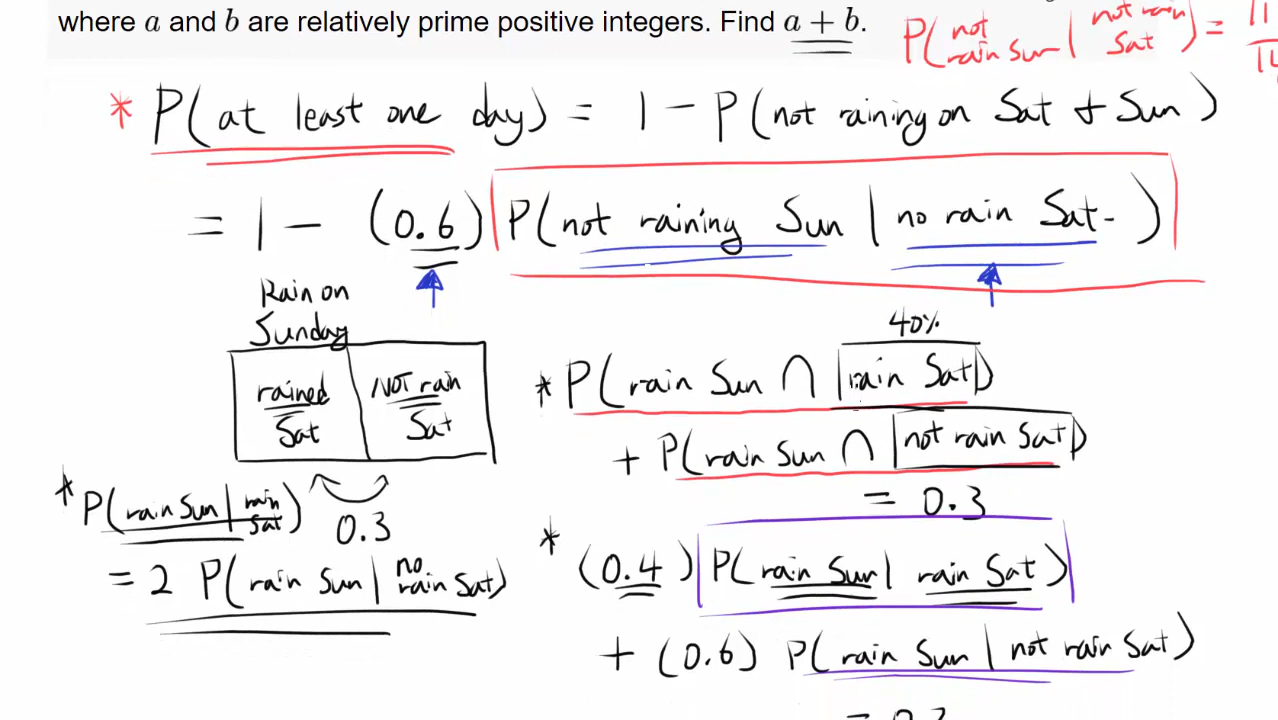 where a and b are relatively prime positive integers. Find a + b.
P(not rain Sun | not rain Sat) = 11
* P(at least one day) = 1 - P(not raining on Sat & Sun)
= 1 - (0.6) P(not raining Sun | no rain Sat-)
Rain on
Sunday
rained
Sat
NOT rain
Sat
0.3
* P(rain Sun | rain Sat)
= 2 P(rain Sun | no rain Sat)
40%
* P(rain Sun ∩ rain Sat)
+ P(rain Sun ∩ not rain Sat)
= 0.3
* (0.4) P(rain Sun | rain Sat)
+ (0.6) P(rain Sun | not rain Sat)